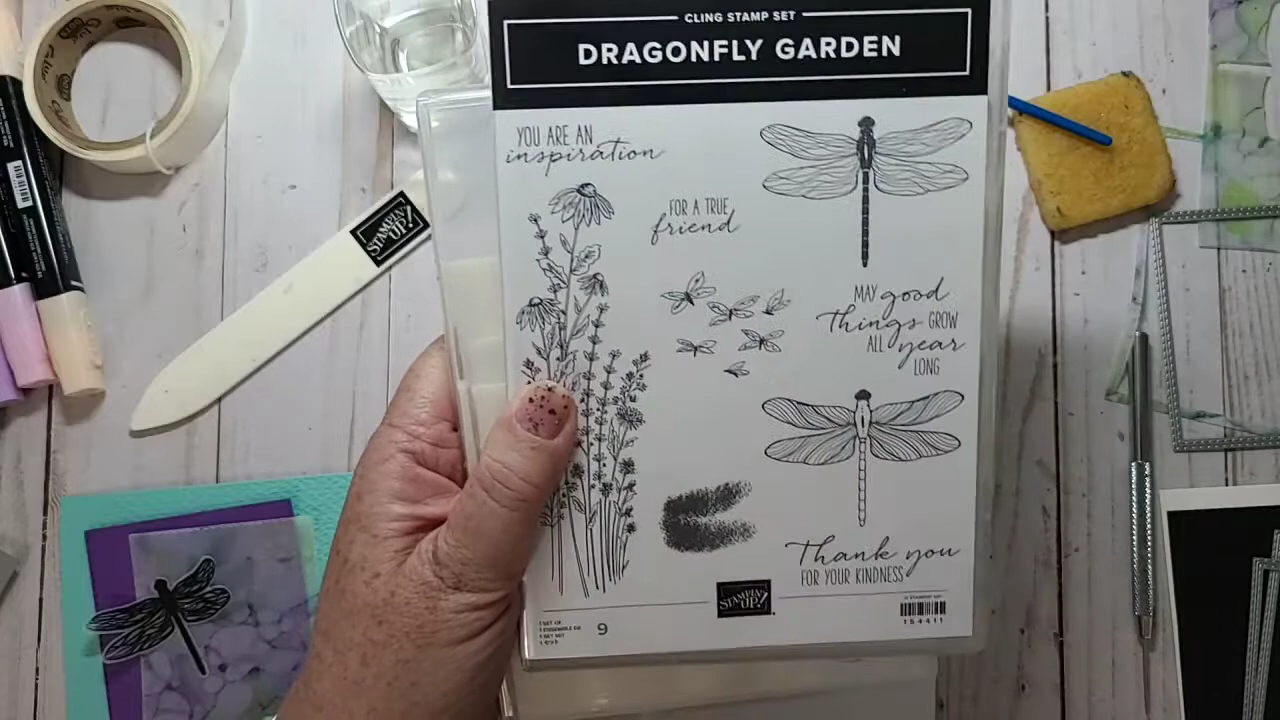 CLING STAMP SET
DRAGONFLY GARDEN
YOU ARE AN
inspiration
FOR A TRUE
friend
MAY good
things GROW
ALL year
LONG
Thank you
FOR YOUR KINDNESS
STAMPIN' UP!
9
154411
STAMPIN' UP!